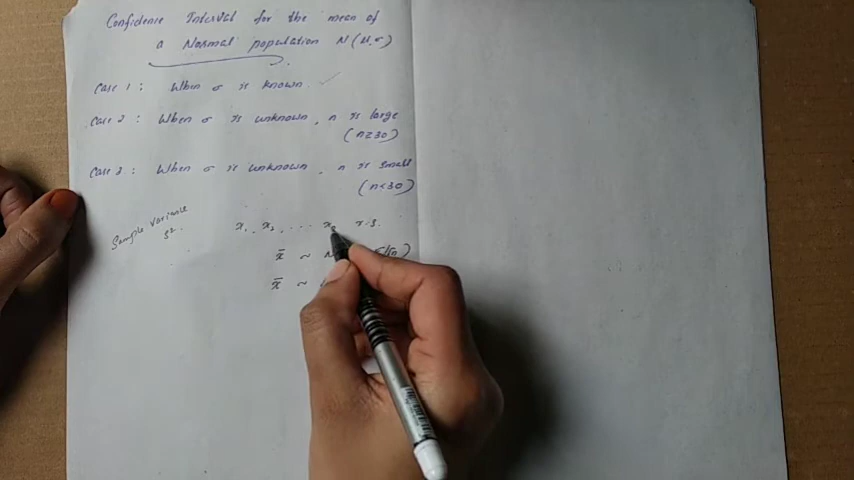 Confidence Interval for the mean of
a Normal population N(μ,σ)
Case 1: When σ is known ✓
Case 2: When σ is unknown, n is large
(n≥30)
Case 3: When σ is unknown, n is small
(n<30)
Sample variance
s².
x₁, x₂, ... xₙ r.s.
x̄ ~ N
x̄ ~